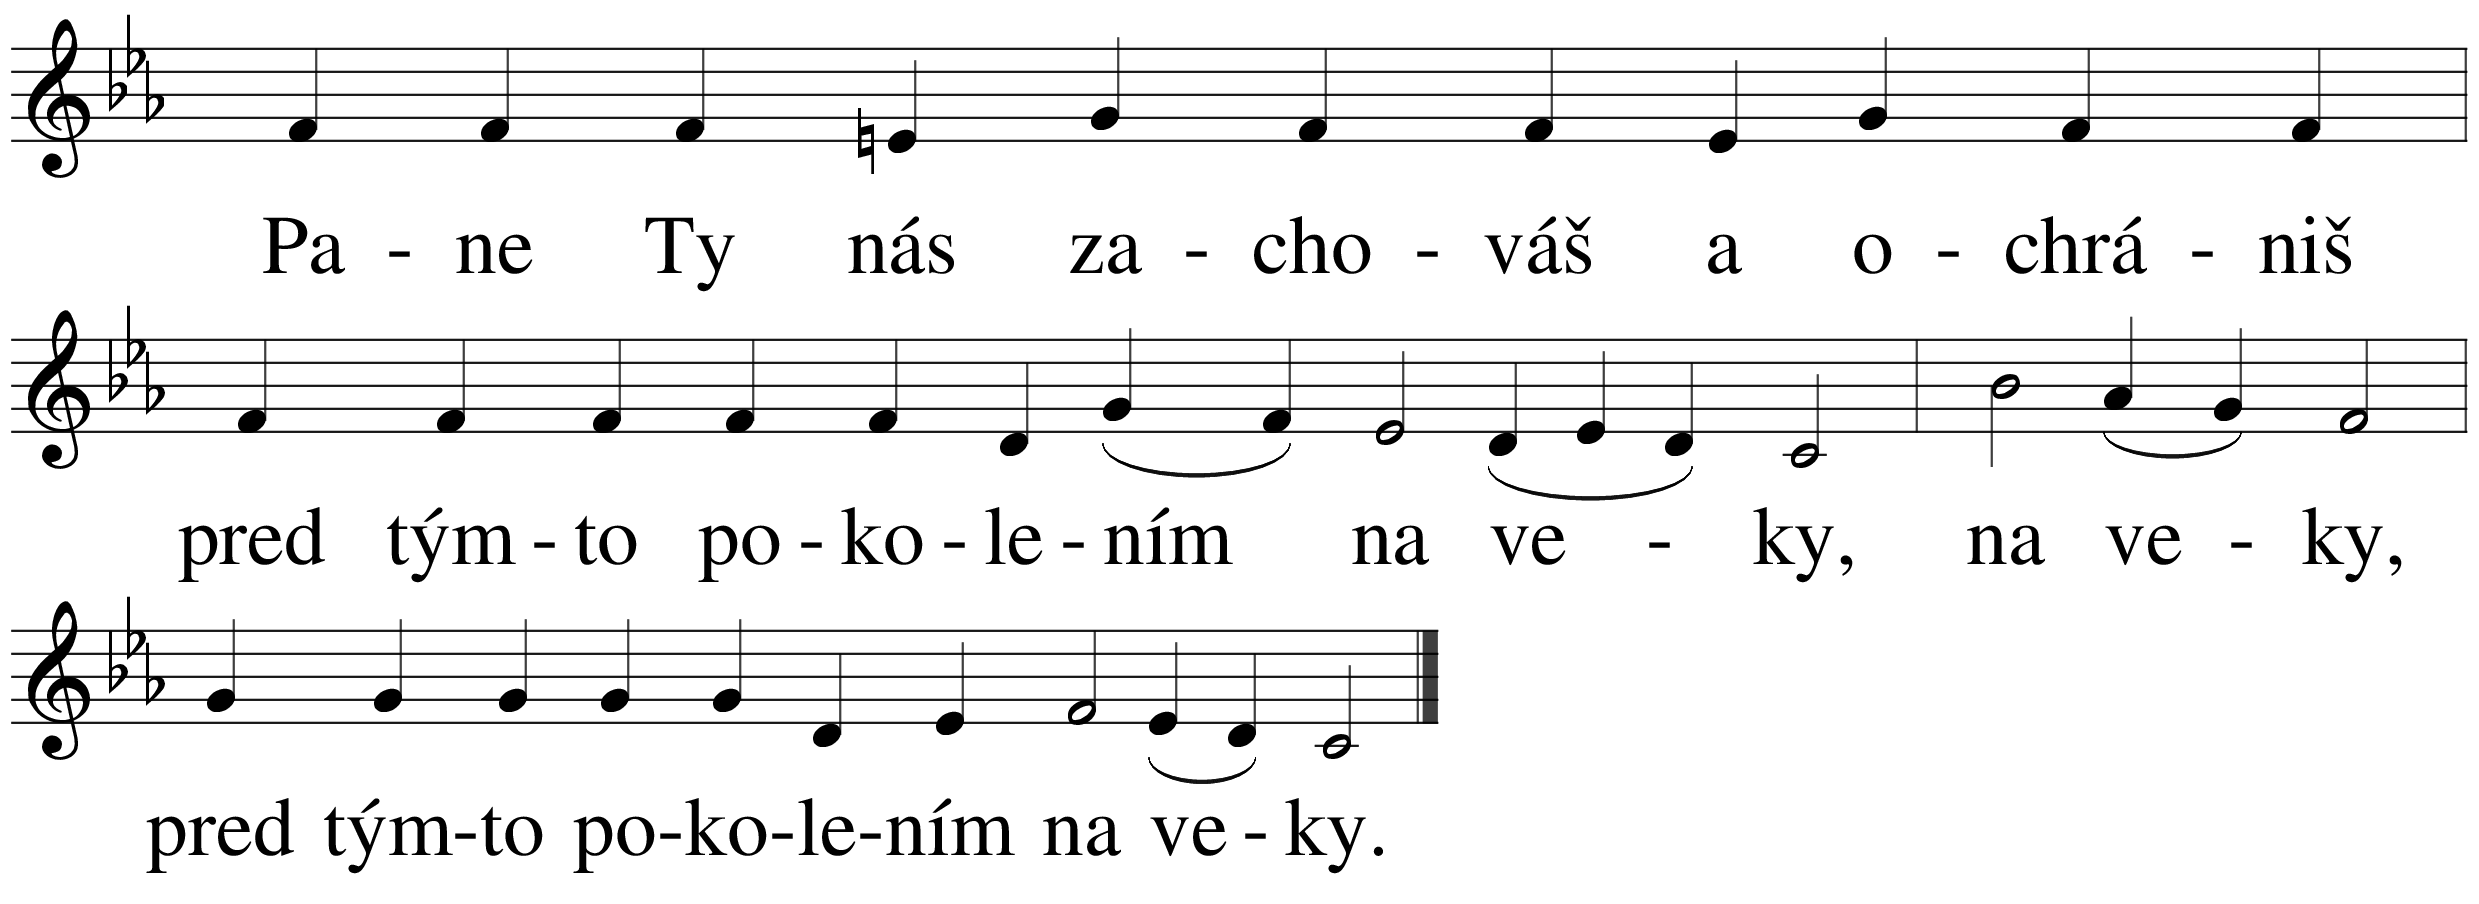 Pa - ne Ty nás za - cho - váš a o - chrá - niš
pred tým - to po - ko - le - ním na ve - ky, na ve - ky,
pred tým-to po-ko-le-ním na ve - ky.